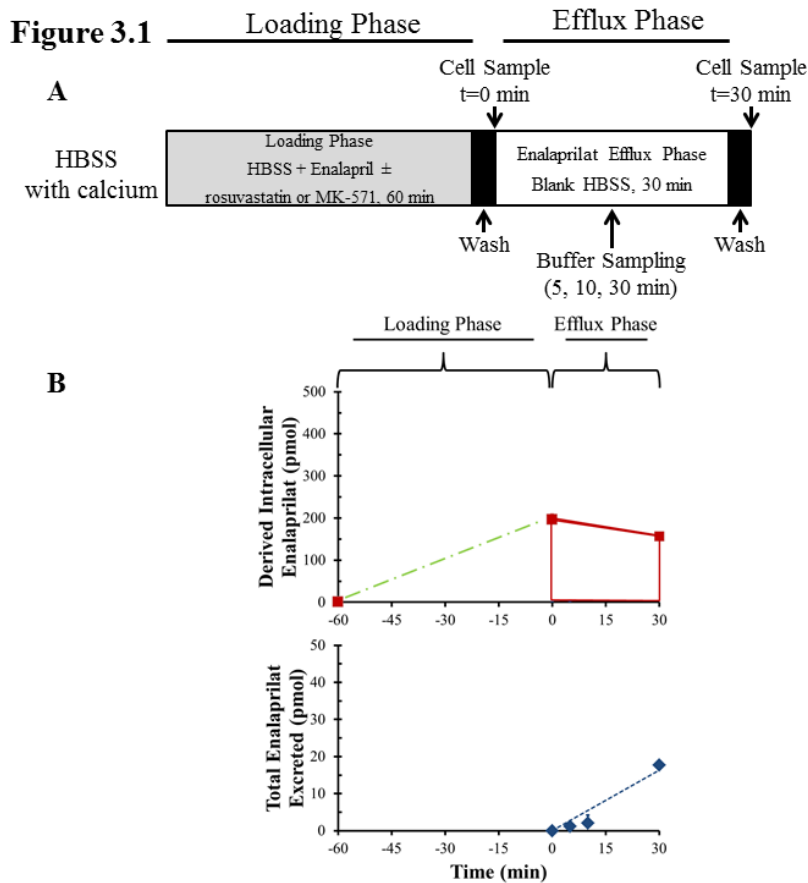 Figure 3.1
Loading Phase
Efflux Phase
A
Cell Sample
t=0 min
Cell Sample
t=30 min
HBSS
with calcium
Loading Phase
HBSS + Enalapril ±
rosuvastatin or MK-571, 60 min
Enalaprilat Efflux Phase
Blank HBSS, 30 min
Wash
Buffer Sampling
(5, 10, 30 min)
Wash
B
Loading Phase
Efflux Phase
Derived Intracellular
Enalaprilat (pmol)
500
400
300
200
100
0
-60 -45 -30 -15 0 15 30
Total Enalaprilat
Excreted (pmol)
50
40
30
20
10
0
-60 -45 -30 -15 0 15 30
Time (min)